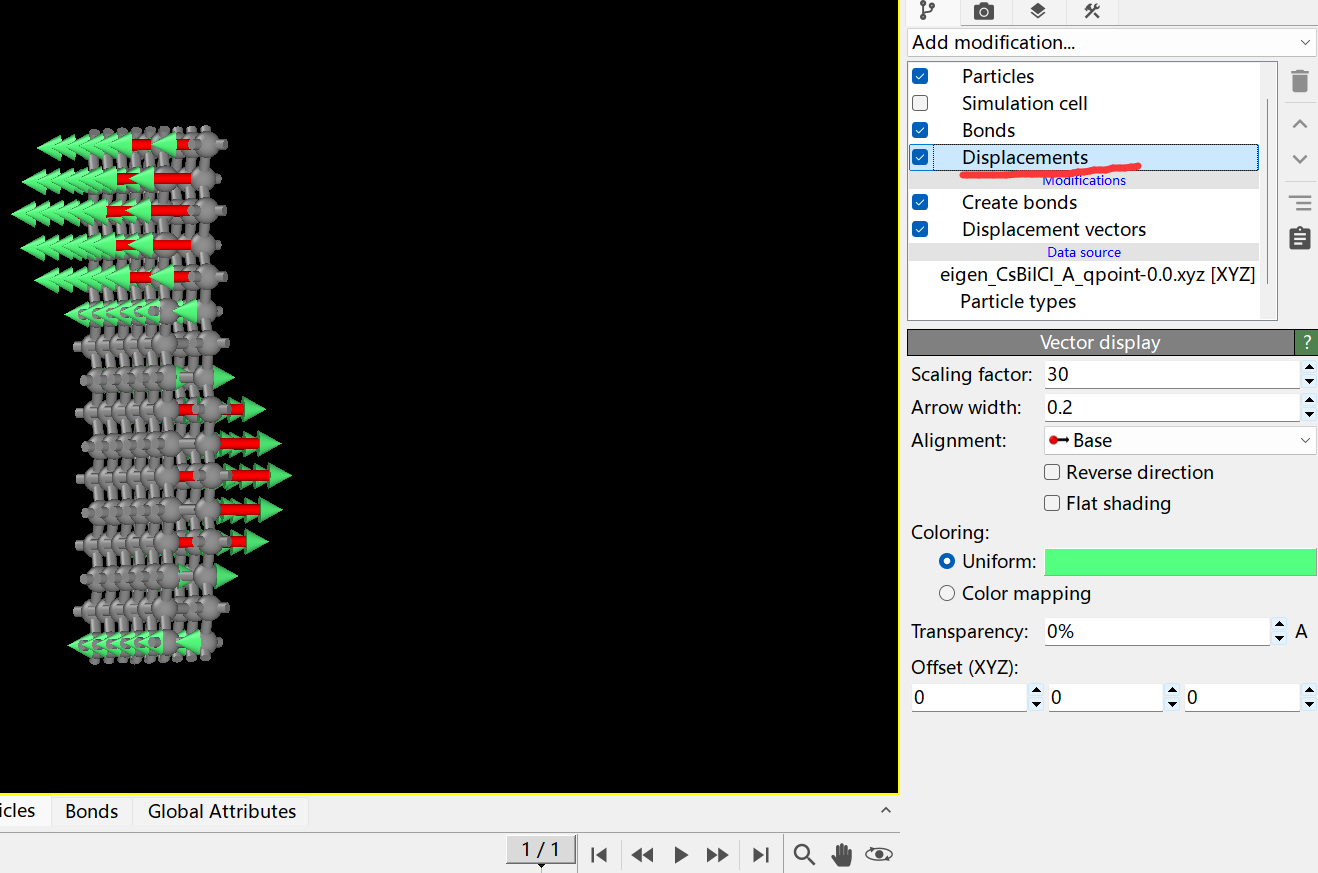 Add modification...
Particles
Simulation cell
Bonds
Displacements
Modifications
Create bonds
Displacement vectors
Data source
eigen_CsBiICl_A_qpoint-0.0.xyz [XYZ]
Particle types
Vector display ?
Scaling factor: 30
Arrow width: 0.2
Alignment: Base
Reverse direction
Flat shading
Coloring:
Uniform:
Color mapping
Transparency: 0% A
Offset (XYZ):
0 0 0
icles Bonds Global Attributes
1 / 1